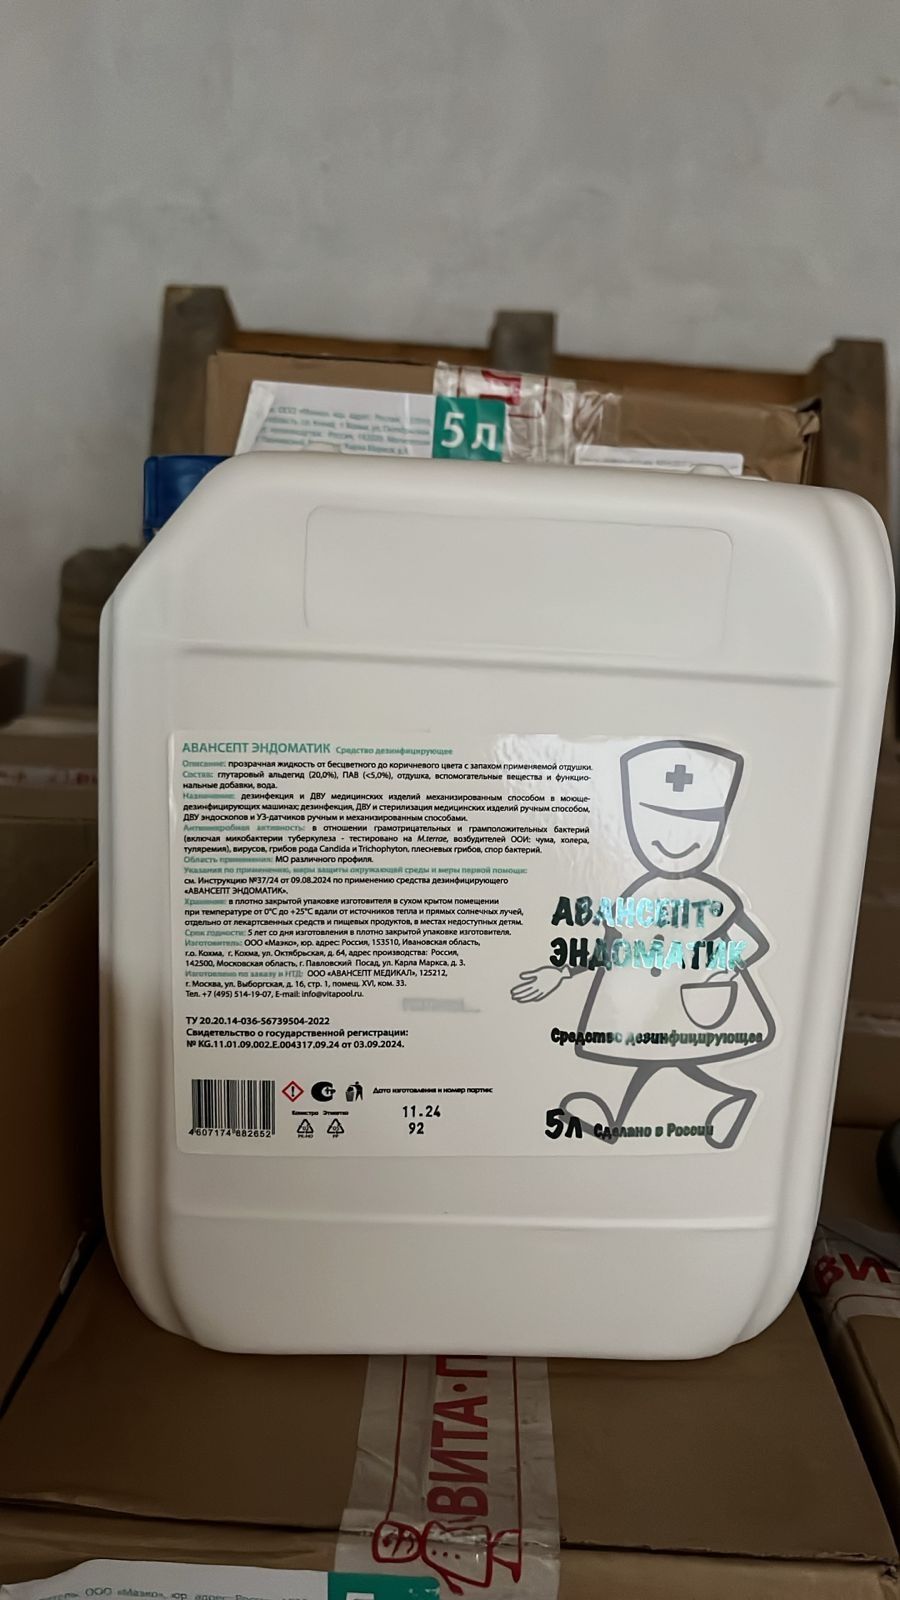 5л
АВАНСЕПТ ЭНДОМАТИК Средство дезинфицирующее
Описание: прозрачная жидкость от бесцветного до коричневого цвета с запахом применяемой отдушки.
Состав: глутаровый альдегид (20,0%), ПАВ (<5,0%), отдушка, вспомогательные вещества и функцио-
нальные добавки, вода.
Назначение: дезинфекция и ДВУ медицинских изделий механизированным способом в моюще-
дезинфицирующих машинах; дезинфекция, ДВУ и стерилизация медицинских изделий ручным способом,
ДВУ эндоскопов и УЗ-датчиков ручным и механизированным способами.
Антимикробная активность: в отношении грамотрицательных и грамположительных бактерий
(включая микобактерии туберкулеза - тестировано на M.terrae, возбудителей ООИ: чума, холера,
туляремия), вирусов, грибов рода Candida и Trichophyton, плесневых грибов, спор бактерий.
Область применения: МО различного профиля.
Указания по применению, меры защиты окружающей среды и меры первой помощи:
см. Инструкцию №37/24 от 09.08.2024 по применению средства дезинфицирующего
«АВАНСЕПТ ЭНДОМАТИК».
Хранение: в плотно закрытой упаковке изготовителя в сухом крытом помещении
при температуре от 0°С до +25°С вдали от источников тепла и прямых солнечных лучей,
отдельно от лекарственных средств и пищевых продуктов, в местах недоступных детям.
Срок годности: 5 лет со дня изготовления в плотно закрытой упаковке изготовителя.
Изготовитель: ООО «Мазко», юр. адрес: Россия, 153510, Ивановская область,
г.о. Кохма, г. Кохма, ул. Октябрьская, д. 64, адрес производства: Россия,
142500, Московская область, г. Павловский Посад, ул. Карла Маркса, д. 3.
Изготовлено по заказу и НТД: ООО «АВАНСЕПТ МЕДИКАЛ», 125212,
г. Москва, ул. Выборгская, д. 16, стр. 1, помещ. XVI, ком. 33.
Тел. +7 (495) 514-19-07, E-mail: info@vitapool.ru.
ТУ 20.20.14-036-56739504-2022
Свидетельство о государственной регистрации:
№ KG.11.01.09.002.E.004317.09.24 от 03.09.2024.
Дата изготовления и номер партии:
11.24
92
Канистра Этикетка
PE-HD PP
4607174882652
АВАНСЕПТ®
ЭНДОМАТИК
Средство дезинфицирующее
5л Сделано в России
ВИ
ВИТА·П
ООО «Мазко», юр. адрес